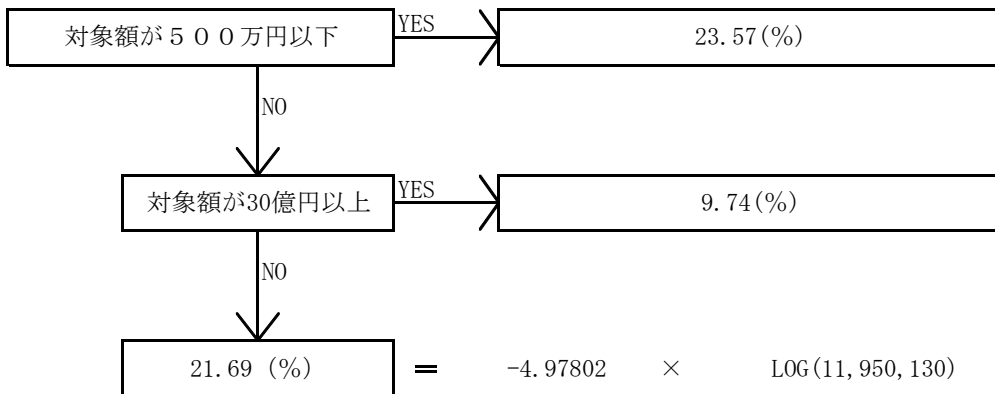 対象額が５００万円以下 YES 23.57(%)
NO
対象額が30億円以上 YES 9.74(%)
NO
21.69 (%) = -4.97802 × LOG(11,950,130)